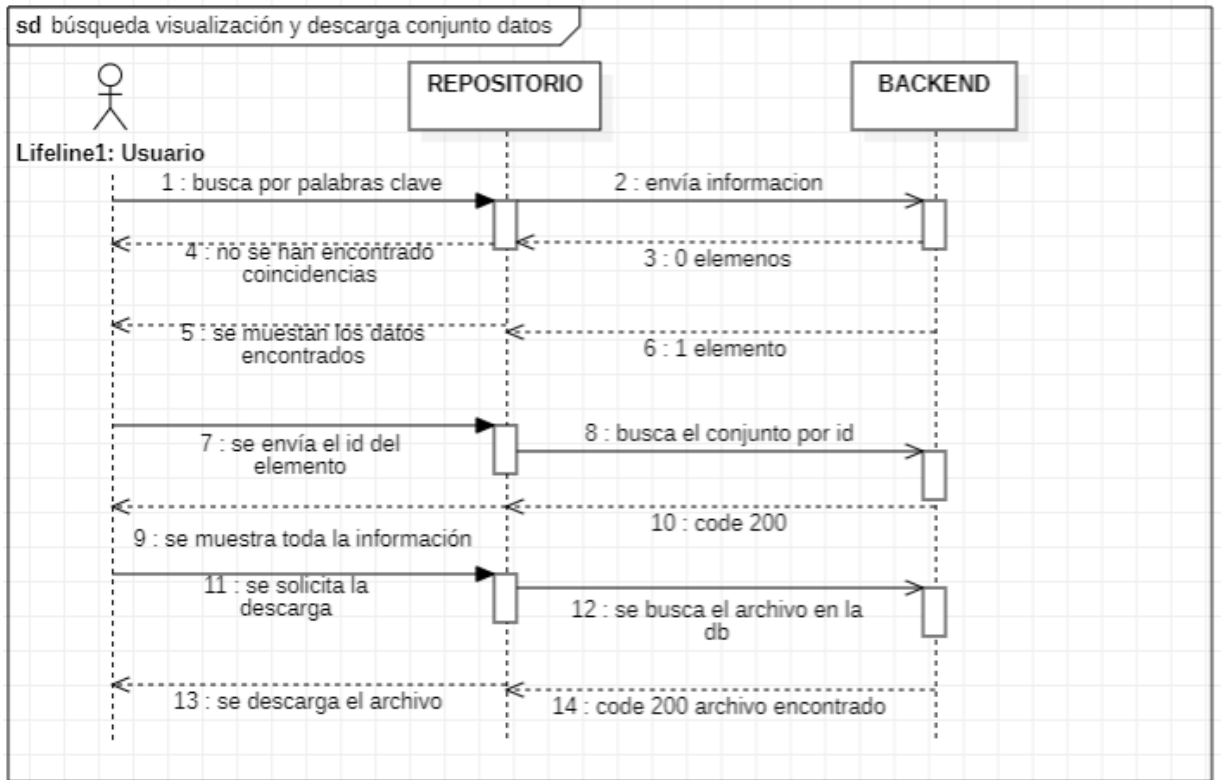 sd búsqueda visualización y descarga conjunto datos
REPOSITORIO
BACKEND
Lifeline1: Usuario
1 : busca por palabras clave
2 : envía informacion
4 : no se han encontrado
coincidencias
3 : 0 elemenos
5 : se muestan los datos
encontrados
6 : 1 elemento
7 : se envía el id del
elemento
8 : busca el conjunto por id
10 : code 200
9 : se muestra toda la información
11 : se solicita la
descarga
12 : se busca el archivo en la
db
13 : se descarga el archivo
14 : code 200 archivo encontrado